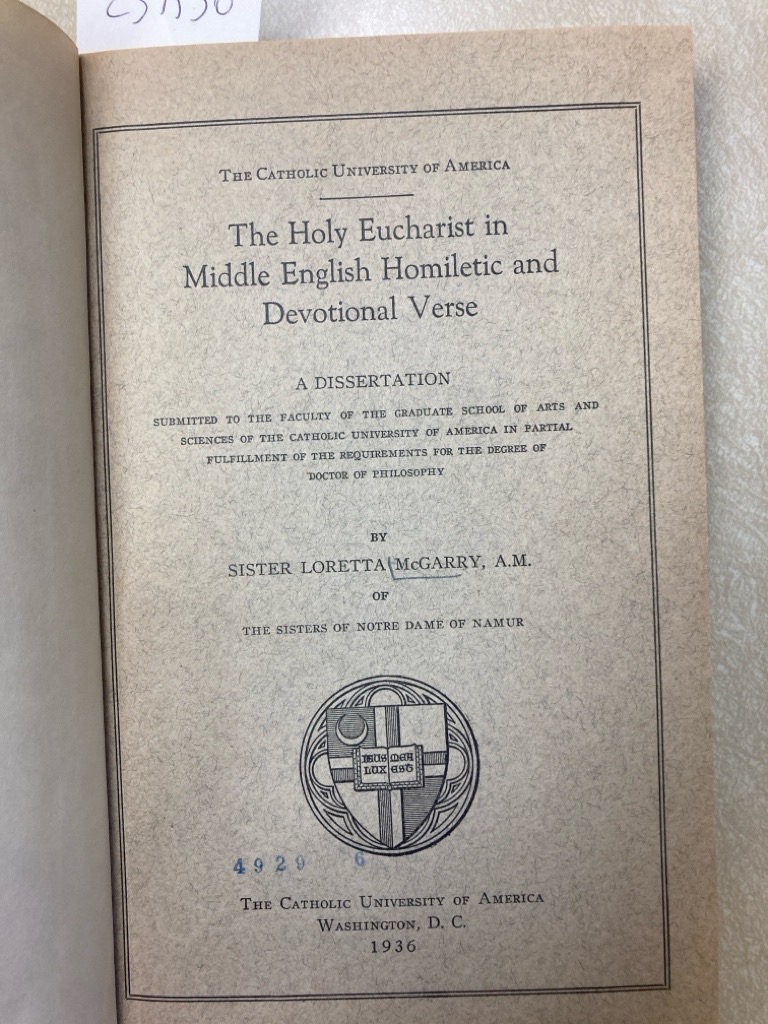 THE CATHOLIC UNIVERSITY OF AMERICA
The Holy Eucharist in
Middle English Homiletic and
Devotional Verse
A DISSERTATION
SUBMITTED TO THE FACULTY OF THE GRADUATE SCHOOL OF ARTS AND
SCIENCES OF THE CATHOLIC UNIVERSITY OF AMERICA IN PARTIAL
FULFILLMENT OF THE REQUIREMENTS FOR THE DEGREE OF
DOCTOR OF PHILOSOPHY
BY
SISTER LORETTA McGARRY, A.M.
OF
THE SISTERS OF NOTRE DAME OF NAMUR
DEUS MEA
LUX EST
4929 6
THE CATHOLIC UNIVERSITY OF AMERICA
WASHINGTON, D. C.
1936